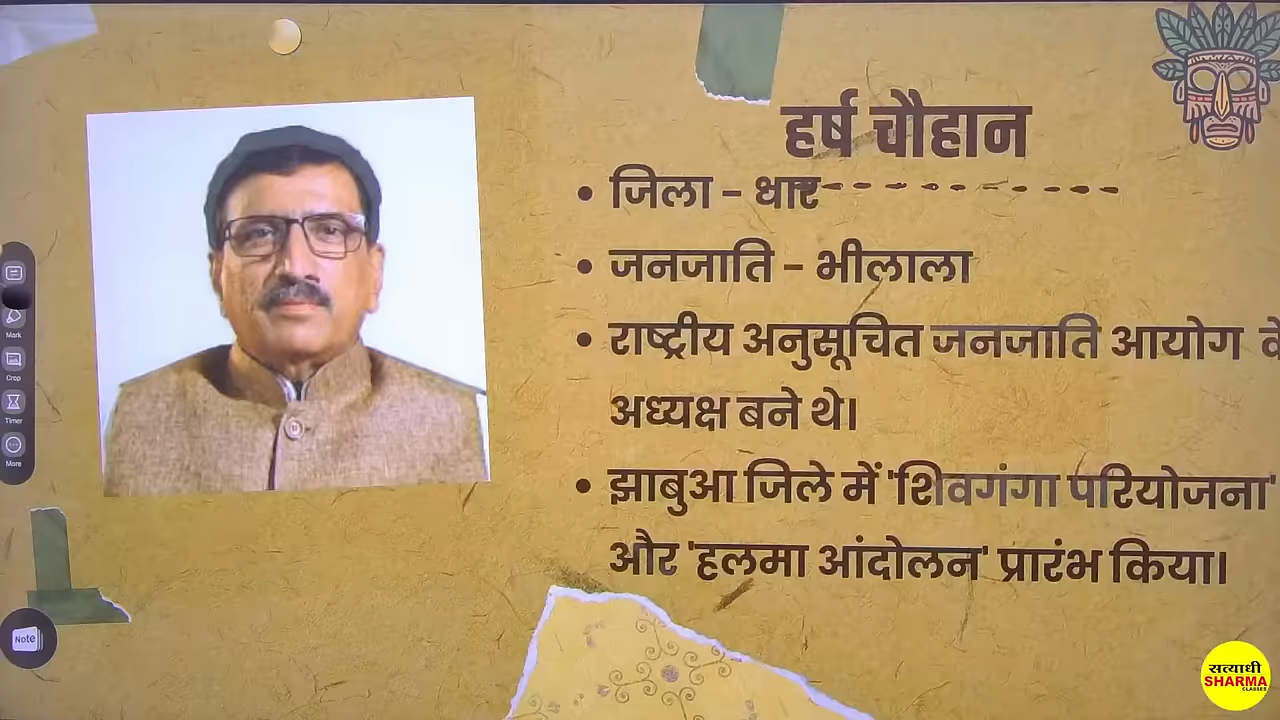 हर्ष चौहान
• जिला – धार
• जनजाति – भीलाला
• राष्ट्रीय अनुसूचित जनजाति आयोग के
अध्यक्ष बने थे।
• झाबुआ जिले में 'शिवगंगा परियोजना'
और 'हलमा आंदोलन' प्रारंभ किया।
Mark
Crop
Timer
More
Note
सत्याधी
SHARMA
CLASSES